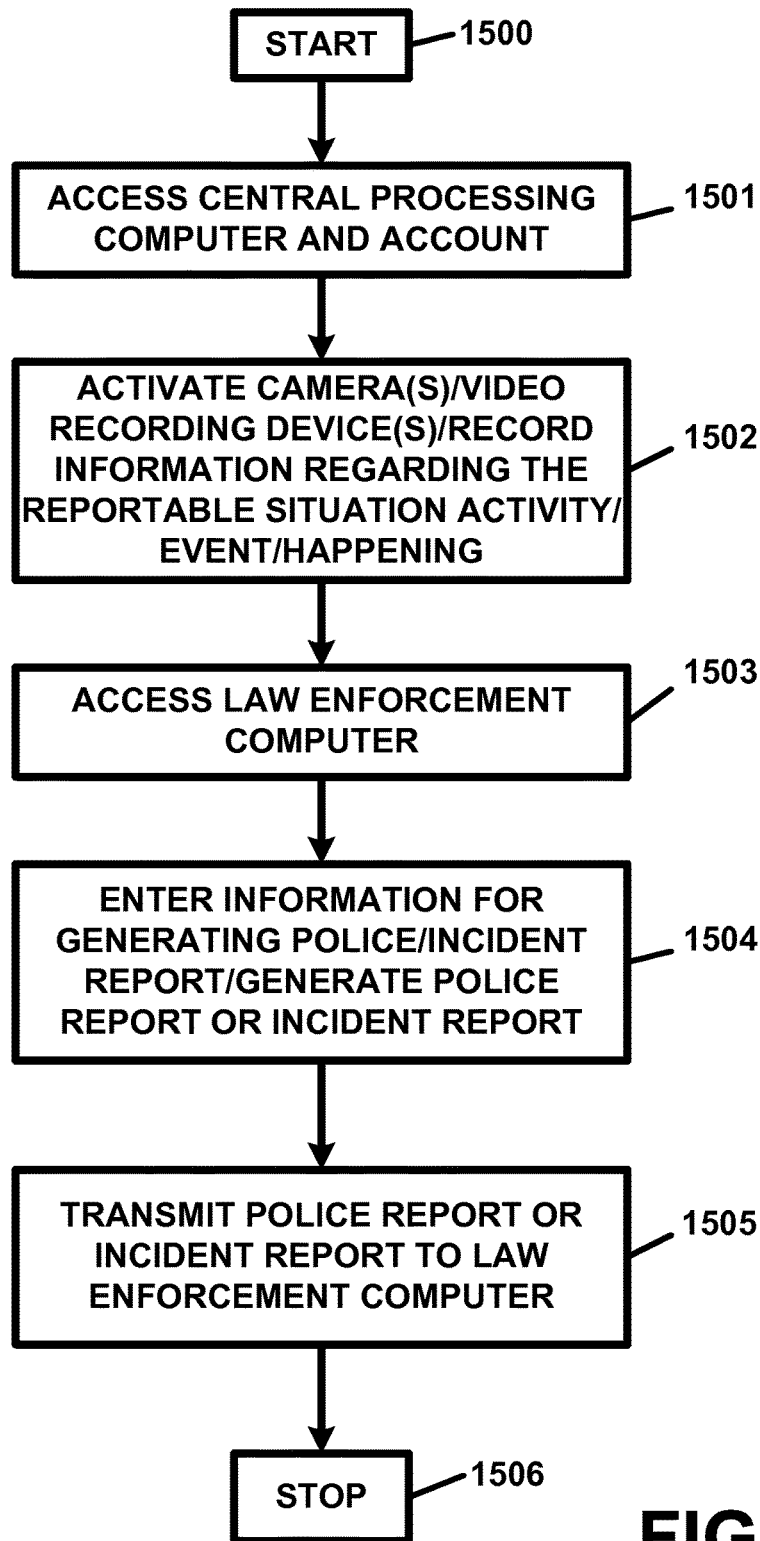 START
1500
ACCESS CENTRAL PROCESSING
COMPUTER AND ACCOUNT
1501
ACTIVATE CAMERA(S)/VIDEO
RECORDING DEVICE(S)/RECORD
INFORMATION REGARDING THE
REPORTABLE SITUATION ACTIVITY/
EVENT/HAPPENING
1502
ACCESS LAW ENFORCEMENT
COMPUTER
1503
ENTER INFORMATION FOR
GENERATING POLICE/INCIDENT
REPORT/GENERATE POLICE
REPORT OR INCIDENT REPORT
1504
TRANSMIT POLICE REPORT OR
INCIDENT REPORT TO LAW
ENFORCEMENT COMPUTER
1505
STOP
1506
FIG